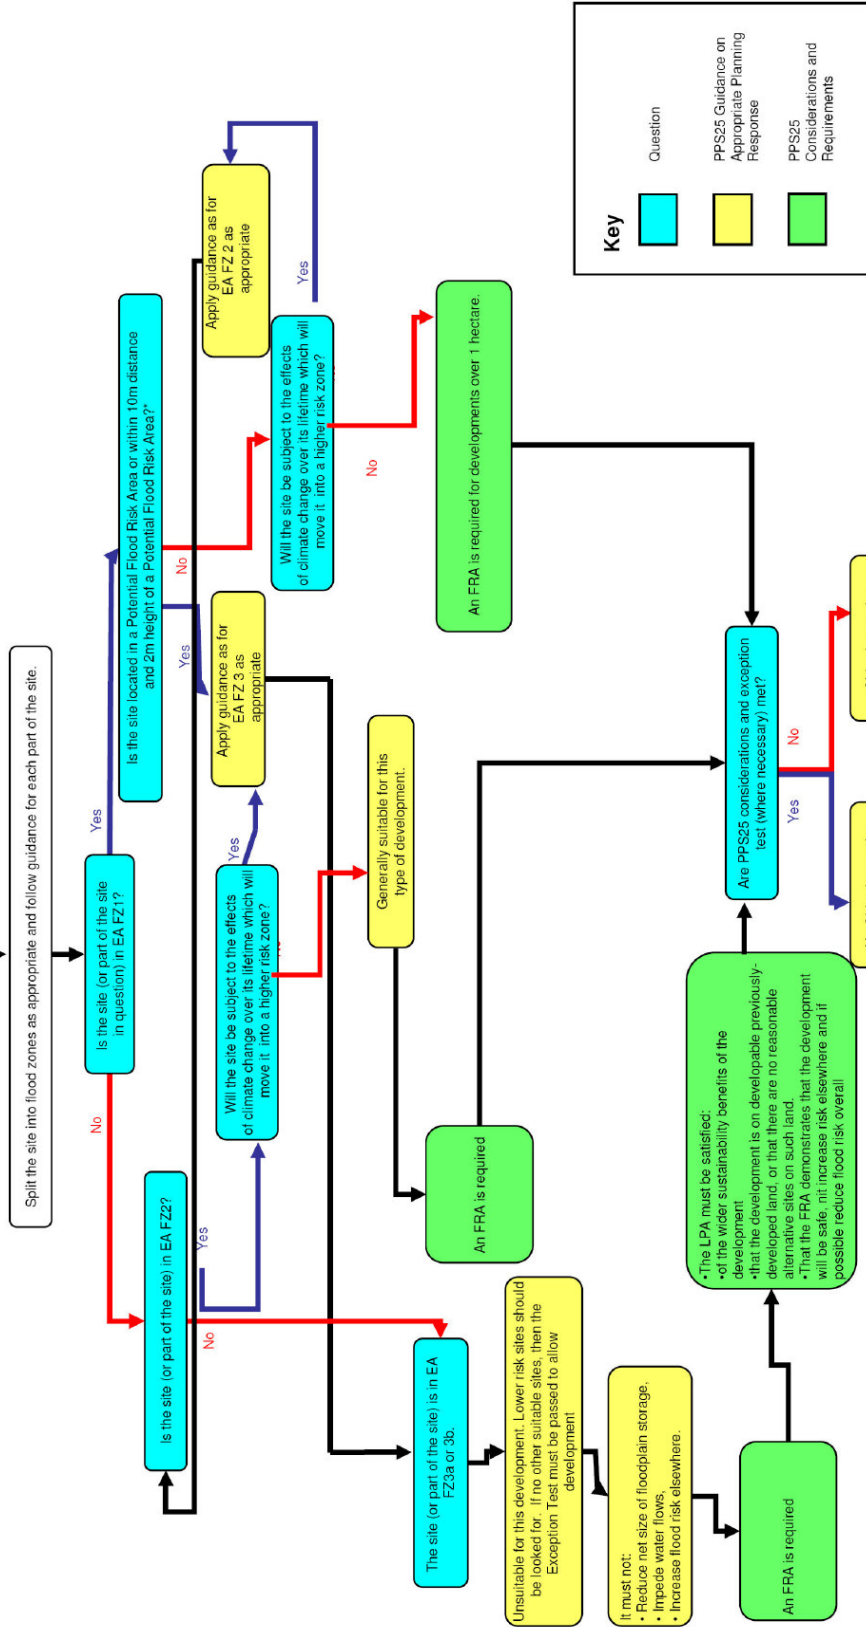 Split the site into flood zones as appropriate and follow guidance for each part of the site.
Is the site (or part of the site
in question) in EA FZ1?
Yes
No
Is the site located in a Potential Flood Risk Area or within 10m distance
and 2m height of a Potential Flood Risk Area?*
Is the site (or part of the site) in EA FZ2?
Yes
No
Yes
No
Apply guidance as for
EA FZ 2 as
appropriate
Apply guidance as for
EA FZ 3 as
appropriate
Will the site be subject to the effects
of climate change over its lifetime which will
move it into a higher risk zone?
Yes
No
Will the site be subject to the effects
of climate change over its lifetime which will
move it into a higher risk zone?
Yes
No
Generally suitable for this
type of development.
The site (or part of the site) is in EA
FZ3a or 3b.
An FRA is required
An FRA is required for developments over 1 hectare.
Unsuitable for this development. Lower risk sites should
be looked for. If no other suitable sites, then the
Exception Test must be passed to allow
development
It must not:
• Reduce net size of floodplain storage,
• Impede water flows,
• Increase flood risk elsewhere.
An FRA is required
•The LPA must be satisfied:
•of the wider sustainability benefits of the
development
•that the development is on developable previously-
developed land, or that there are no reasonable
alternative sites on such land.
•That the FRA demonstrates that the development
will be safe, nit increase risk elsewhere and if
possible reduce flood risk overall
Are PPS25 considerations and exception
test (where necessary) met?
Yes
No
Key
Question
PPS25 Guidance on
Appropriate Planning
Response
PPS25
Considerations and
Requirements